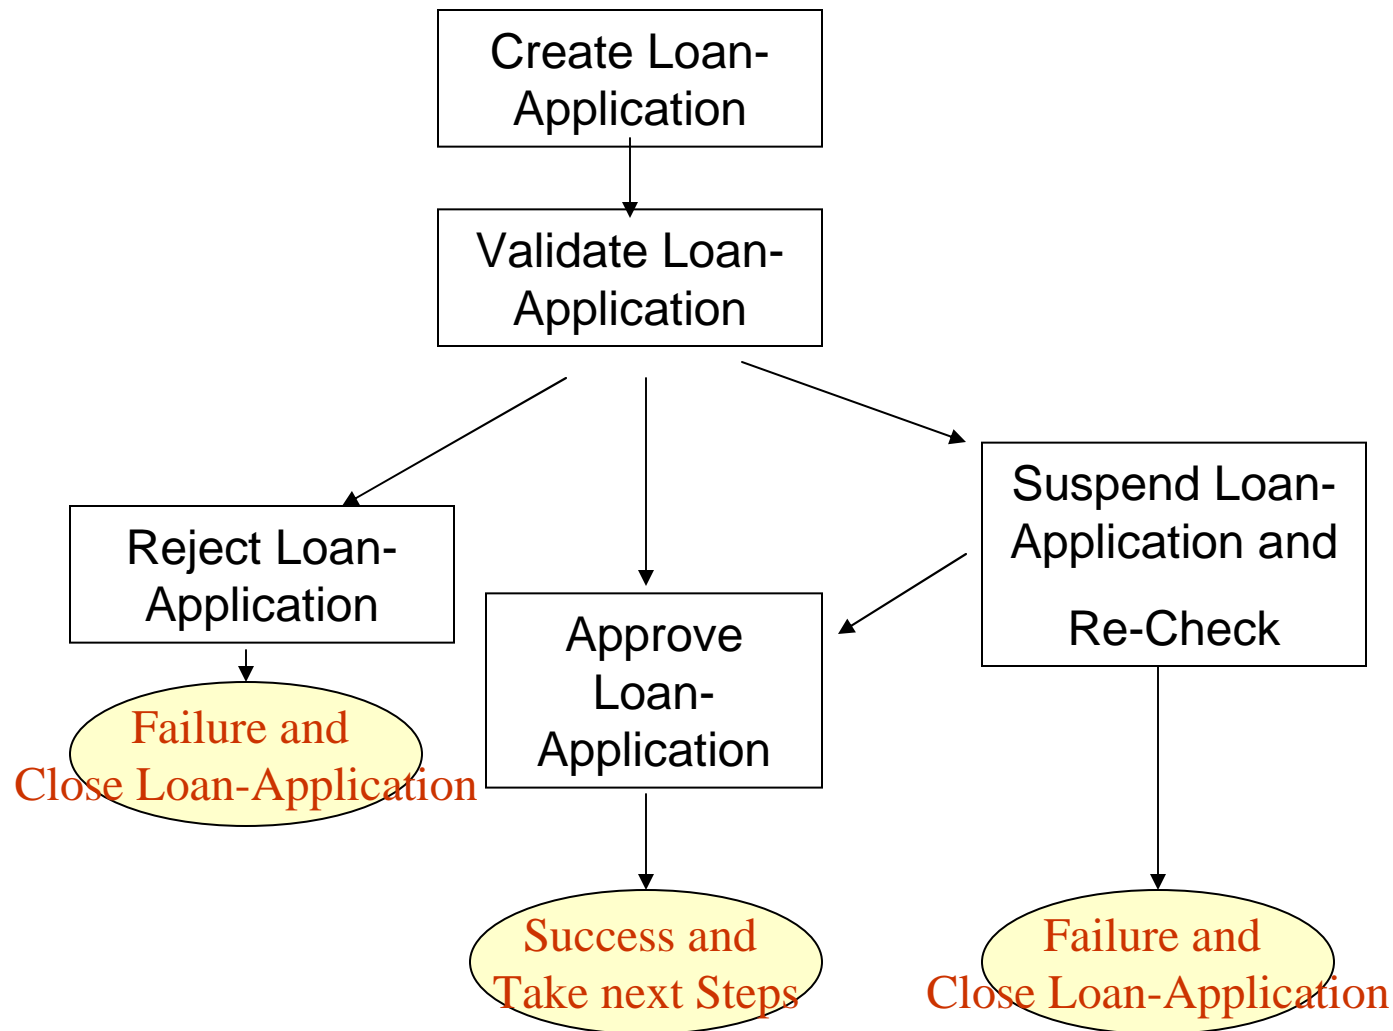 Create Loan-
Application
Validate Loan-
Application
Reject Loan-
Application
Failure and
Close Loan-Application
Approve
Loan-
Application
Success and
Take next Steps
Suspend Loan-
Application and
Re-Check
Failure and
Close Loan-Application